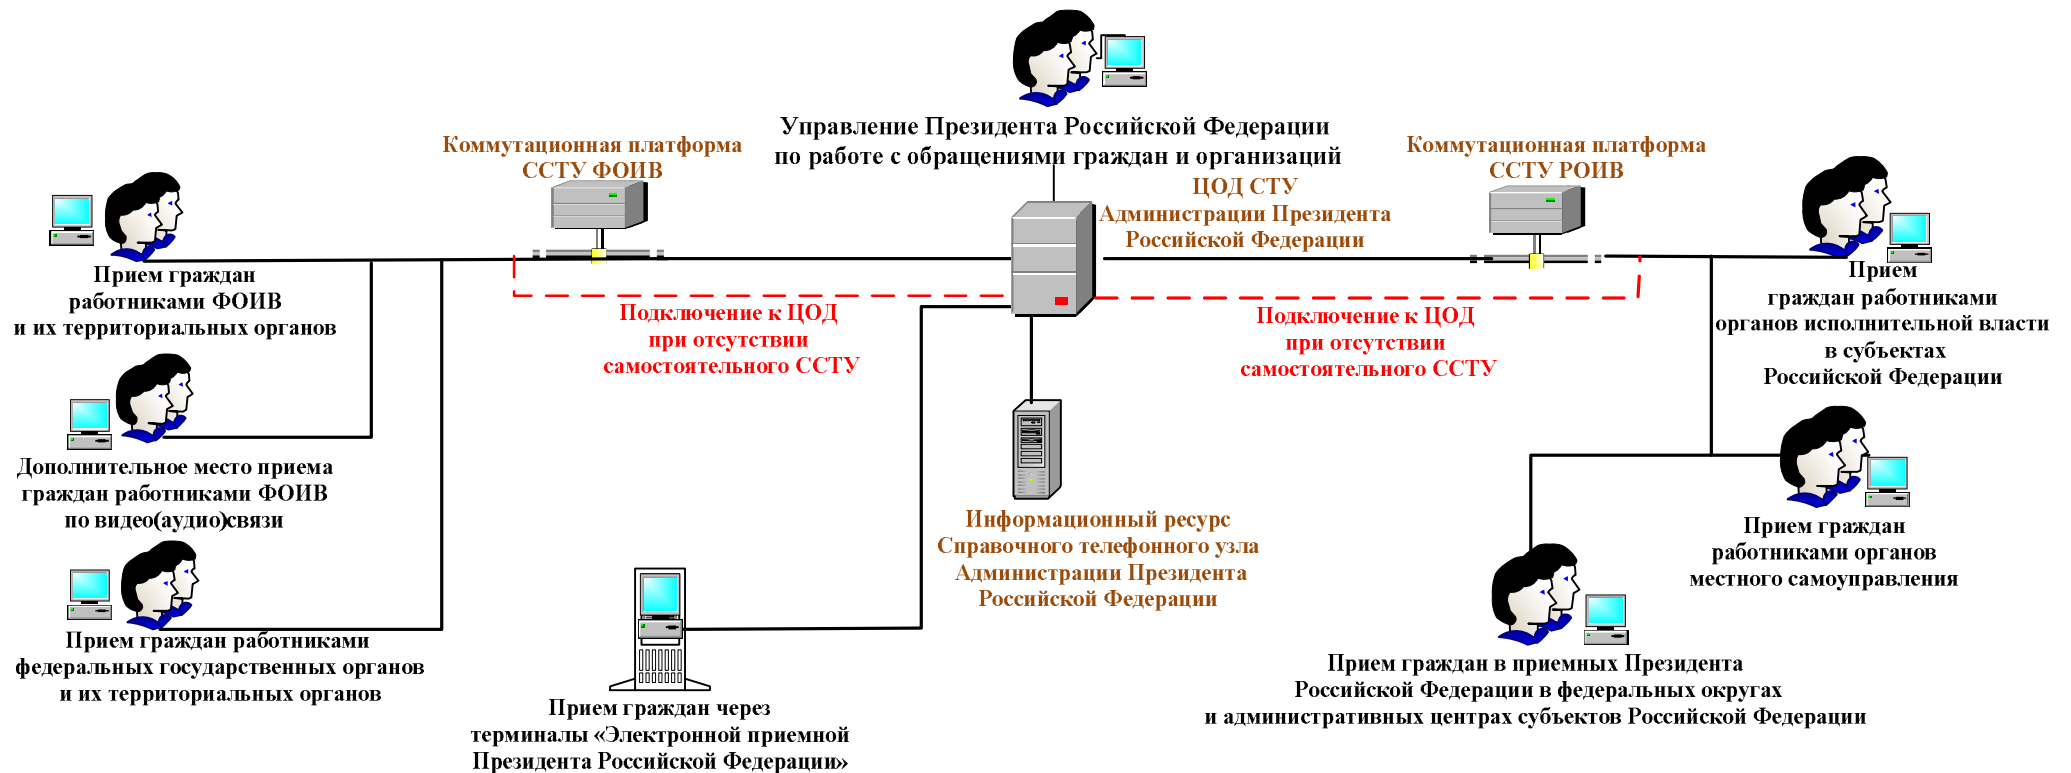 Управление Президента Российской Федерации
по работе с обращениями граждан и организаций
Коммутационная платформа
ССТУ ФОИВ
ЦОД СТУ
Администрации Президента
Российской Федерации
Коммутационная платформа
ССТУ РОИВ
Прием граждан
работниками ФОИВ
и их территориальных органов
Подключение к ЦОД
при отсутствии
самостоятельного ССТУ
Подключение к ЦОД
при отсутствии
самостоятельного ССТУ
Прием
граждан работниками
органов исполнительной власти
в субъектах
Российской Федерации
Дополнительное место приема
граждан работниками ФОИВ
по видео(аудио)связи
Информационный ресурс
Справочного телефонного узла
Администрации Президента
Российской Федерации
Прием граждан
работниками органов
местного самоуправления
Прием граждан работниками
федеральных государственных органов
и их территориальных органов
Прием граждан через
терминалы «Электронной приемной
Президента Российской Федерации»
Прием граждан в приемных Президента
Российской Федерации в федеральных округах
и административных центрах субъектов Российской Федерации